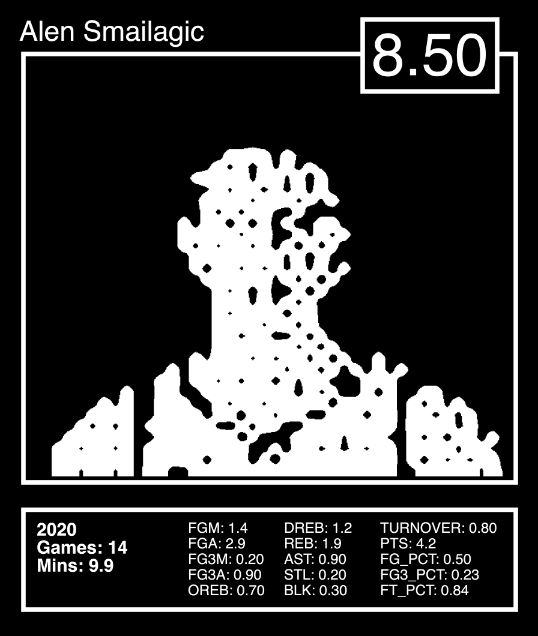 Alen Smailagic
8.50
2020
Games: 14
Mins: 9.9
FGM: 1.4
FGA: 2.9
FG3M: 0.20
FG3A: 0.90
OREB: 0.70
DREB: 1.2
REB: 1.9
AST: 0.90
STL: 0.20
BLK: 0.30
TURNOVER: 0.80
PTS: 4.2
FG_PCT: 0.50
FG3_PCT: 0.23
FT_PCT: 0.84